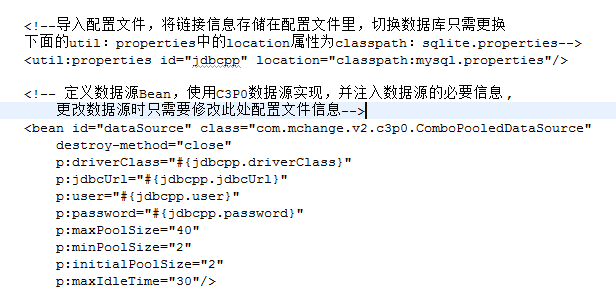 <!--导入配置文件，将链接信息存储在配置文件里，切换数据库只需更换
下面的util：properties中的location属性为classpath：sqlite.properties-->
<util:properties id="jdbcpp" location="classpath:mysql.properties"/>
<!-- 定义数据源Bean，使用C3P0数据源实现，并注入数据源的必要信息，
更改数据源时只需要修改此处配置文件信息-->
<bean id="dataSource" class="com.mchange.v2.c3p0.ComboPooledDataSource"
destroy-method="close"
p:driverClass="#{jdbcpp.driverClass}"
p:jdbcUrl="#{jdbcpp.jdbcUrl}"
p:user="#{jdbcpp.user}"
p:password="#{jdbcpp.password}"
p:maxPoolSize="40"
p:minPoolSize="2"
p:initialPoolSize="2"
p:maxIdleTime="30"/>